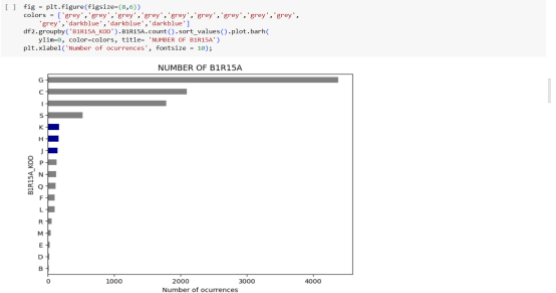 [ ] fig = plt.figure(figsize=(8,6))
colors = ['grey','grey','grey','grey','grey','grey','grey','grey','grey',
'grey','darkblue','darkblue','darkblue']
df2.groupby('B1R15A_KOD').B1R15A.count().sort_values().plot.barh(
ylim=0, color=colors, title= 'NUMBER OF B1R15A')
plt.xlabel('Number of ocurrences', fontsize = 10);
NUMBER OF B1R15A
G
C
I
S
K
H
J
P
N
Q
F
L
R
M
E
D
B
B1R15A_KOD
0 1000 2000 3000 4000
Number of ocurrences